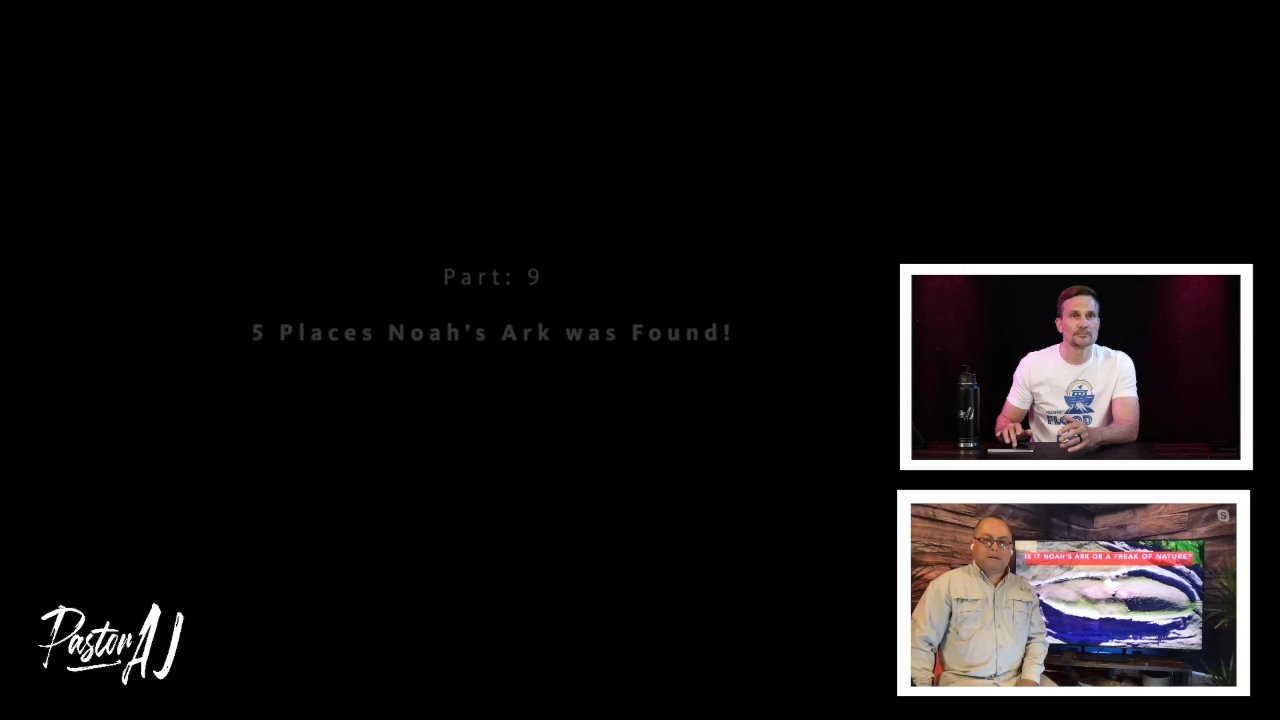 Part: 9
5 Places Noah's Ark was Found!
FLOOD
AJ
IS IT NOAH'S ARK OR A FREAK OF NATURE?
S
Pastor AJ